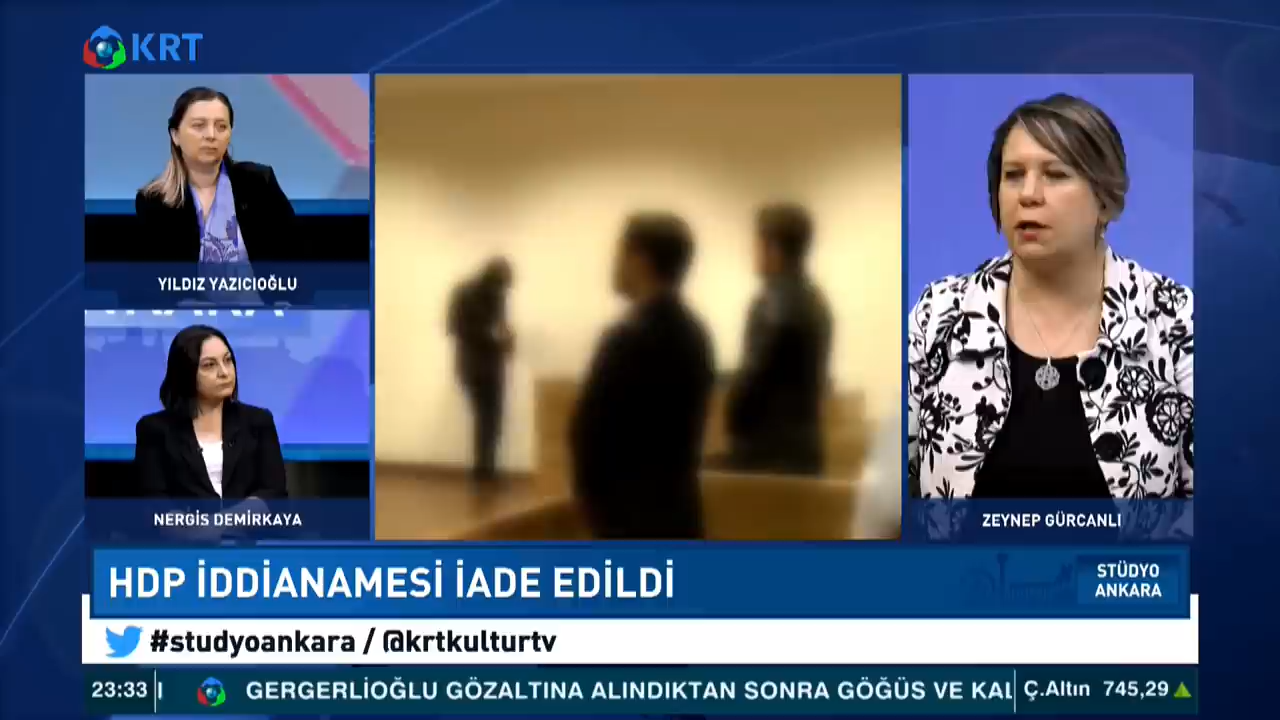 KRT
YILDIZ YAZICIOĞLU
NERGİS DEMİRKAYA
ZEYNEP GÜRCANLI
HDP İDDİANAMESİ İADE EDİLDİ
STÜDYO
ANKARA
#studyoankara / @krtkulturtv
23:33
GERGERLİOĞLU GÖZALTINA ALINDIKTAN SONRA GÖĞÜS VE
Ç.Altın 745,29